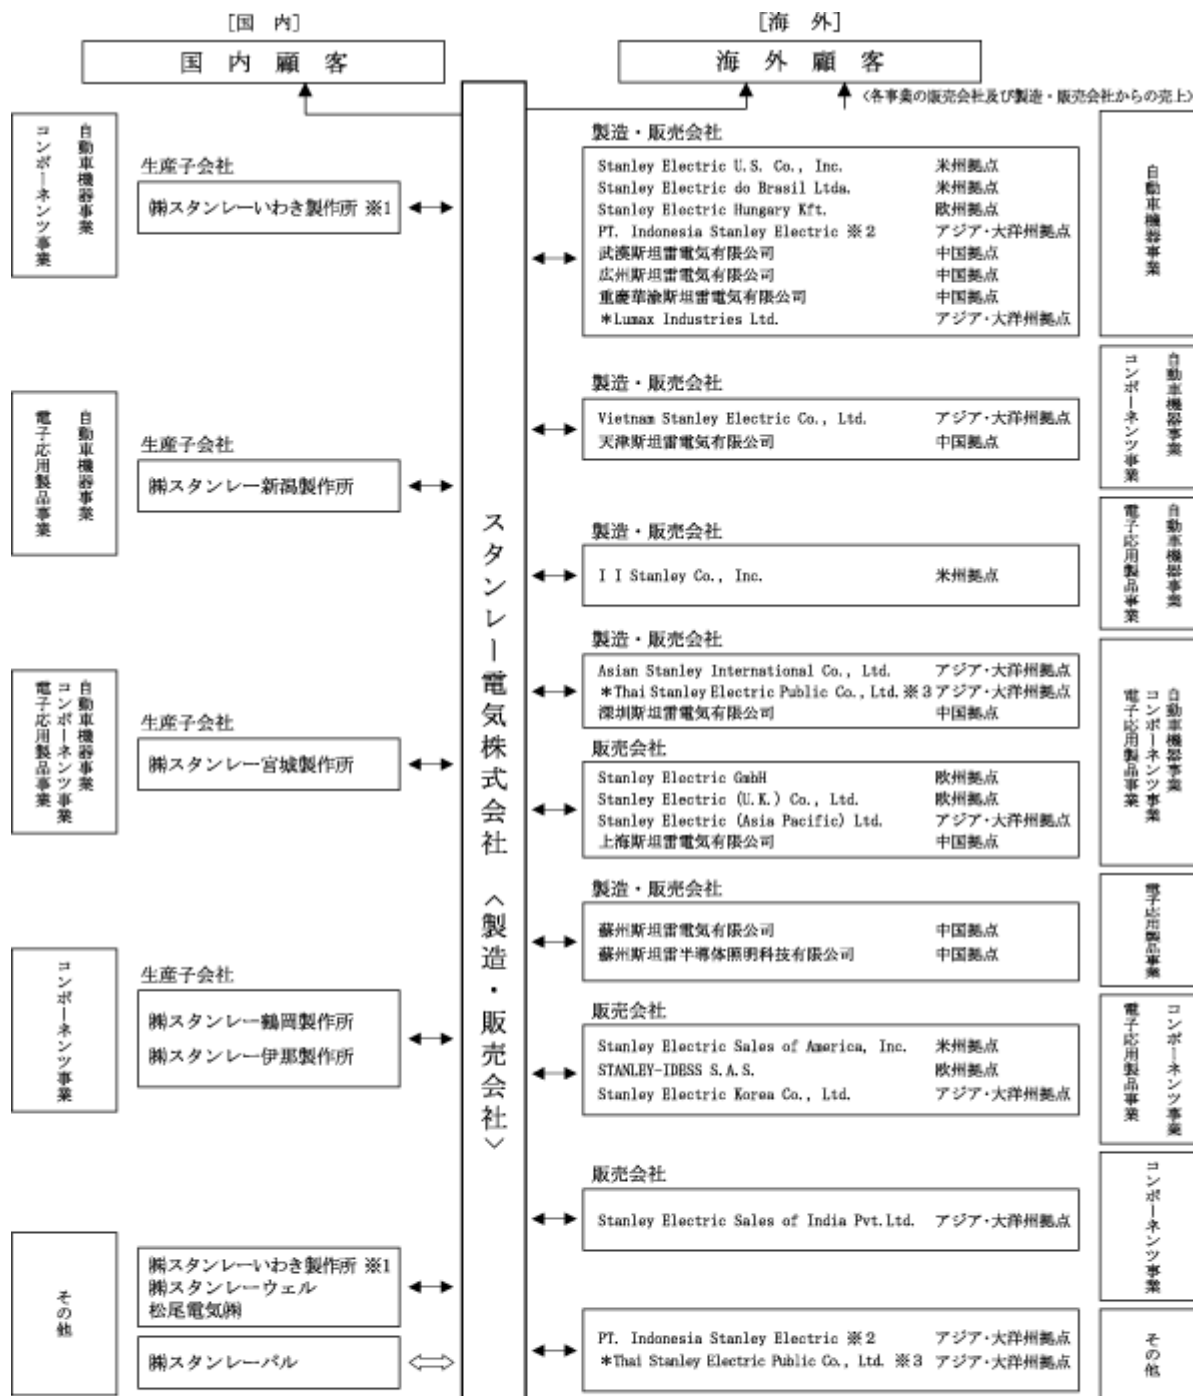 [国 内]
国 内 顧 客
[海 外]
海 外 顧 客
〈各事業の販売会社及び製造・販売会社からの売上〉
スタンレー電気株式会社 〈製造・販売会社〉
自動車機器事業
コンポーネンツ事業
生産子会社
㈱スタンレーいわき製作所 ※1
自動車機器事業
電子応用製品事業
生産子会社
㈱スタンレー新潟製作所
自動車機器事業
コンポーネンツ事業
電子応用製品事業
生産子会社
㈱スタンレー宮城製作所
コンポーネンツ事業
生産子会社
㈱スタンレー鶴岡製作所
㈱スタンレー伊那製作所
その他
㈱スタンレーいわき製作所 ※1
㈱スタンレーウェル
松尾電気㈱
㈱スタンレーパル
製造・販売会社
Stanley Electric U.S. Co., Inc. 米州拠点
Stanley Electric do Brasil Ltda. 米州拠点
Stanley Electric Hungary Kft. 欧州拠点
PT. Indonesia Stanley Electric ※2 アジア・大洋州拠点
武漢斯坦雷電気有限公司 中国拠点
広州斯坦雷電気有限公司 中国拠点
重慶華渝斯坦雷電気有限公司 中国拠点
*Lumax Industries Ltd. アジア・大洋州拠点
自動車機器事業
製造・販売会社
Vietnam Stanley Electric Co., Ltd. アジア・大洋州拠点
天津斯坦雷電気有限公司 中国拠点
自動車機器事業
コンポーネンツ事業
製造・販売会社
I I Stanley Co., Inc. 米州拠点
自動車機器事業
電子応用製品事業
製造・販売会社
Asian Stanley International Co., Ltd. アジア・大洋州拠点
*Thai Stanley Electric Public Co., Ltd. ※3 アジア・大洋州拠点
深圳斯坦雷電気有限公司 中国拠点
販売会社
Stanley Electric GmbH 欧州拠点
Stanley Electric (U.K.) Co., Ltd. 欧州拠点
Stanley Electric (Asia Pacific) Ltd. アジア・大洋州拠点
上海斯坦雷電気有限公司 中国拠点
自動車機器事業
コンポーネンツ事業
電子応用製品事業
製造・販売会社
蘇州斯坦雷電気有限公司 中国拠点
蘇州斯坦雷半導体照明科技有限公司 中国拠点
電子応用製品事業
販売会社
Stanley Electric Sales of America, Inc. 米州拠点
STANLEY-IDESS S.A.S. 欧州拠点
Stanley Electric Korea Co., Ltd. アジア・大洋州拠点
コンポーネンツ事業
電子応用製品事業
販売会社
Stanley Electric Sales of India Pvt.Ltd. アジア・大洋州拠点
コンポーネンツ事業
PT. Indonesia Stanley Electric ※2 アジア・大洋州拠点
*Thai Stanley Electric Public Co., Ltd. ※3 アジア・大洋州拠点
その他